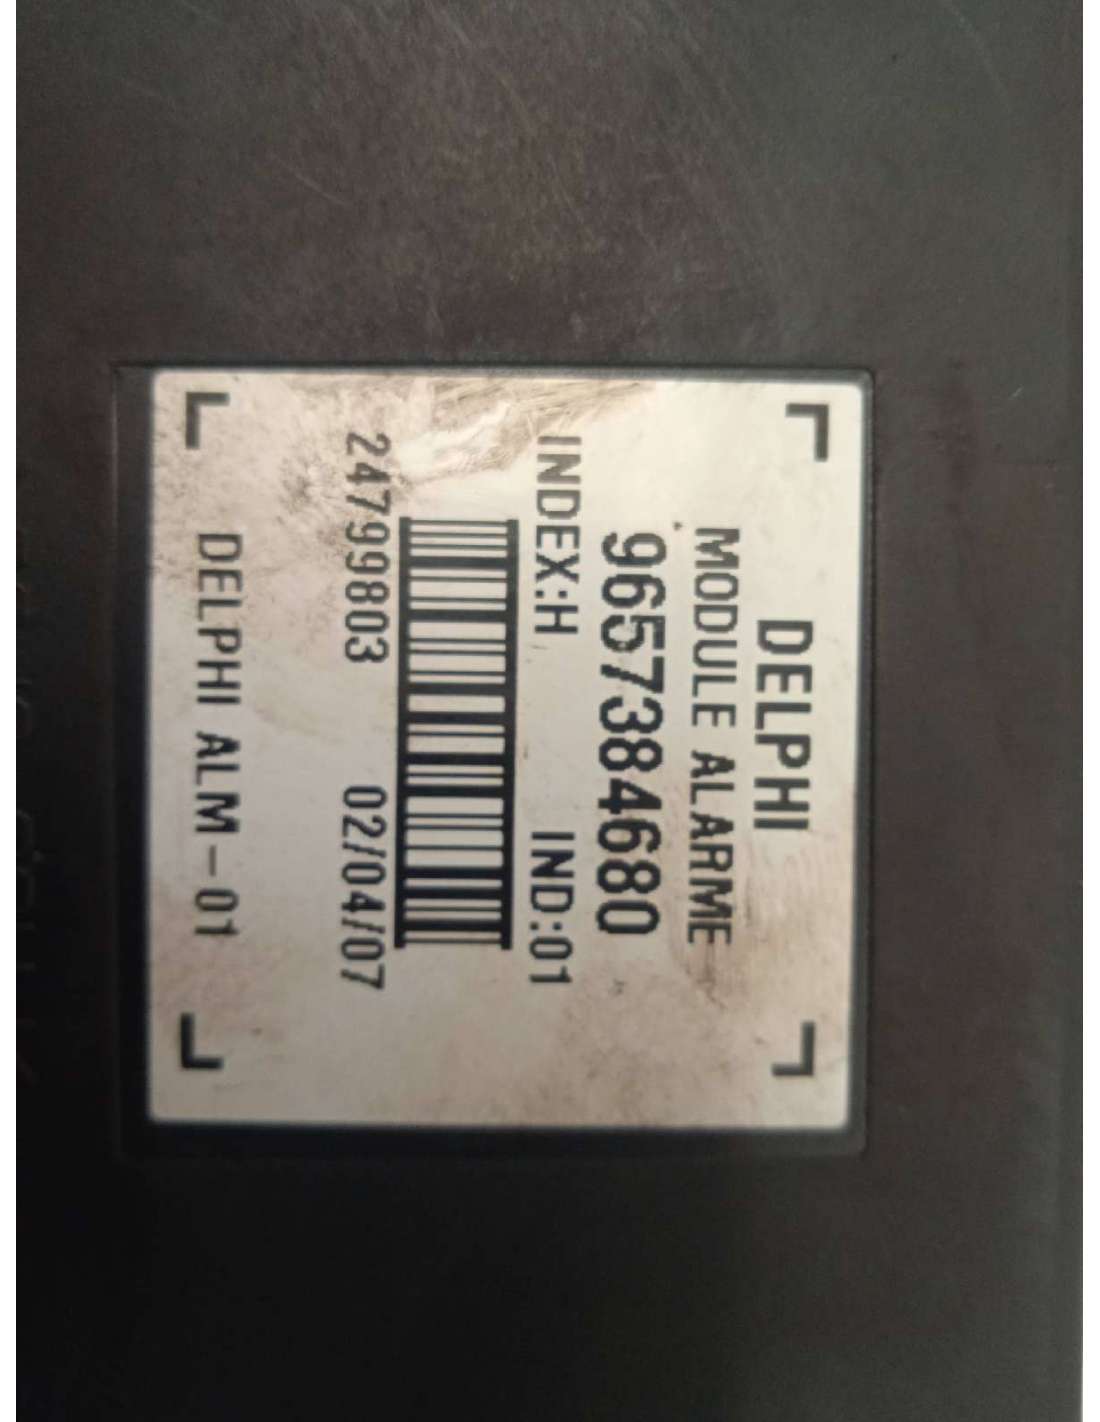 DELPHI
MODULE ALARME
9657384680
INDEX:H IND:01
24799803 02/04/07
DELPHI ALM-01